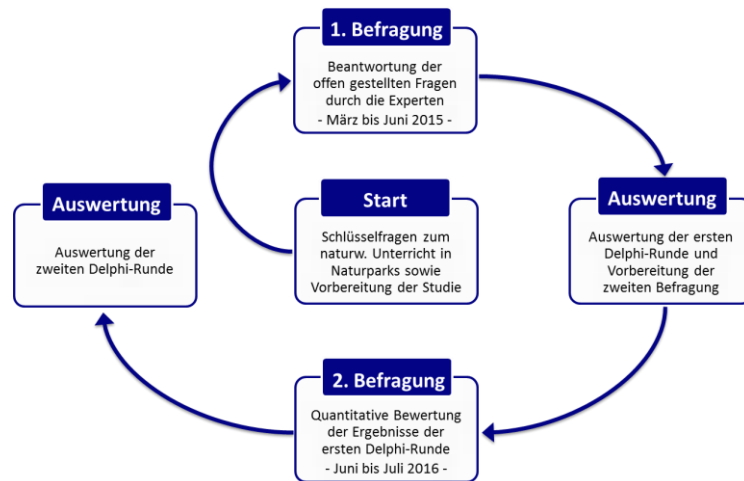 1. Befragung
Beantwortung der
offen gestellten Fragen
durch die Experten
- März bis Juni 2015 -
Auswertung
Auswertung der
zweiten Delphi-Runde
Start
Schlüsselfragen zum
naturw. Unterricht in
Naturparks sowie
Vorbereitung der Studie
Auswertung
Auswertung der ersten
Delphi-Runde und
Vorbereitung der
zweiten Befragung
2. Befragung
Quantitative Bewertung
der Ergebnisse der
ersten Delphi-Runde
- Juni bis Juli 2016 -